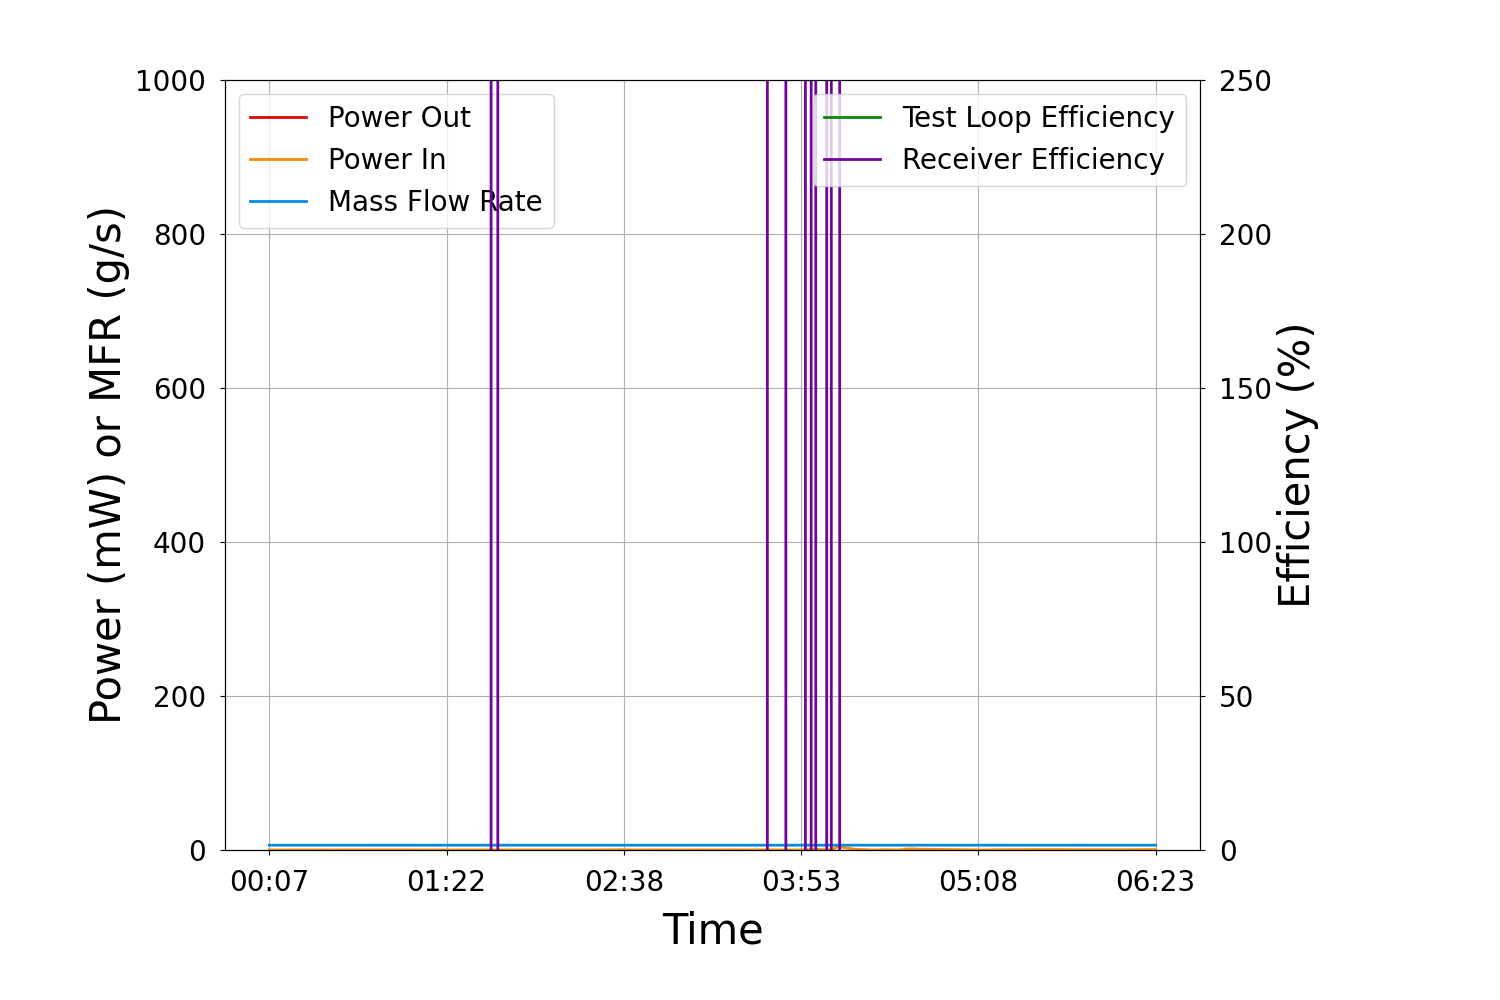 1000
800
600
400
200
0
Power (mW) or MFR (g/s)
Power Out
Power In
Mass Flow Rate
Test Loop Efficiency
Receiver Efficiency
250
200
150
100
50
0
Efficiency (%)
00:07 01:22 02:38 03:53 05:08 06:23
Time